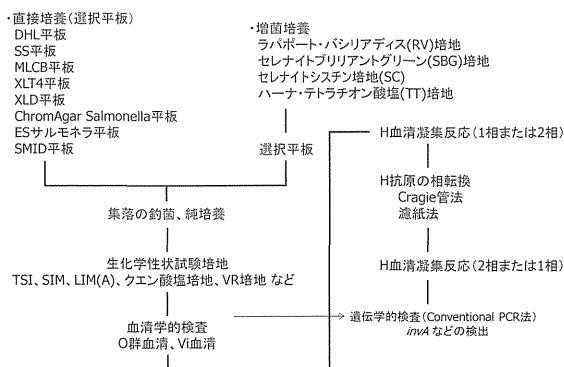 ・直接培養(選択平板)
DHL平板
SS平板
MLCB平板
XLT4平板
XLD平板
ChromAgar Salmonella平板
ESサルモネラ平板
SMID平板
・増菌培養
ラパポート・バシリアディス(RV)培地
セレナイトブリリアントグリーン(SBG)培地
セレナイトシスチン培地(SC)
ハーナ・テトラチオン酸塩(TT)培地
選択平板
集落の釣菌、純培養
生化学性状試験培地
TSI、SIM、LIM(A)、クエン酸塩培地、VR培地 など
血清学的検査
O群血清、Vi血清
H血清凝集反応(1相または2相)
H抗原の相転換
Cragie管法
濾紙法
H血清凝集反応(2相または1相)
遺伝学的検査(Conventional PCR法)
invAなどの検出